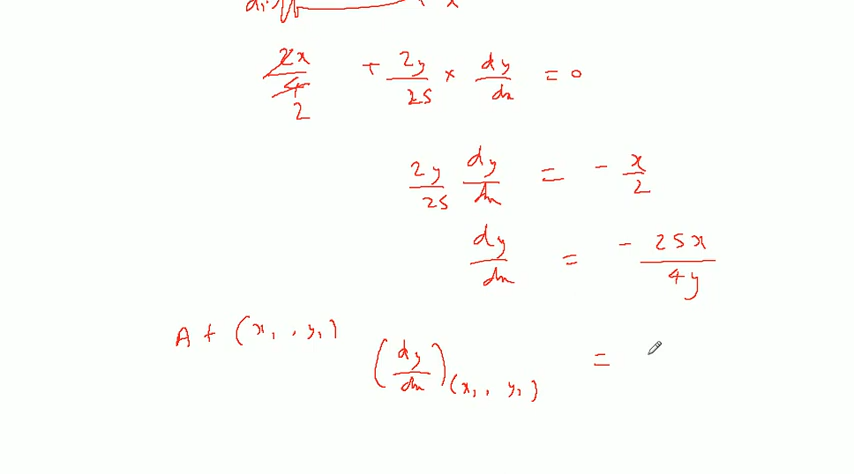 diff x
2x/4 2 + 2y/25 × dy/dx = 0
2y/25 dy/dx = - x/2
dy/dx = - 25x/4y
At (x₁, y₁) (dy/dx)(x₁, y₁) =